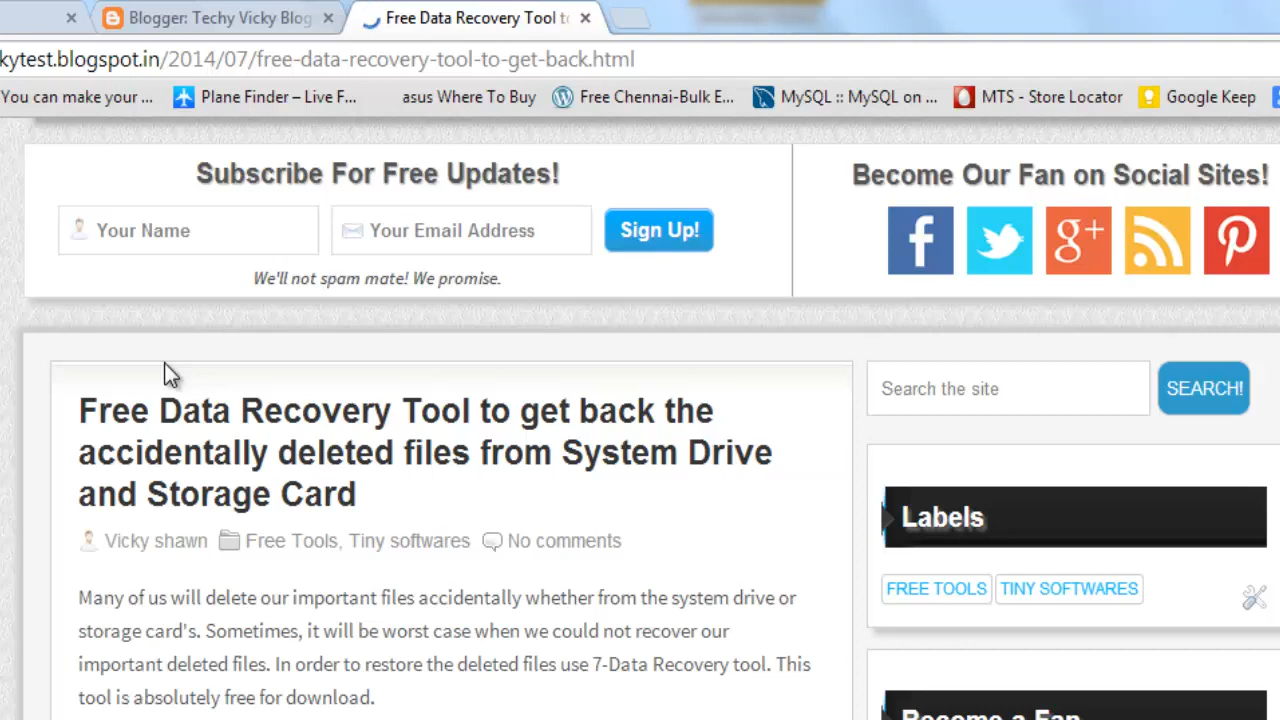 Blogger: Techy Vicky Blog
Free Data Recovery Tool to
kytest.blogspot.in/2014/07/free-data-recovery-tool-to-get-back.html
You can make your ...
Plane Finder – Live F...
asus Where To Buy
Free Chennai-Bulk E...
MySQL :: MySQL on ...
MTS - Store Locator
Google Keep
Subscribe For Free Updates!
Your Name
Your Email Address
Sign Up!
We'll not spam mate! We promise.
Become Our Fan on Social Sites!
Free Data Recovery Tool to get back the
accidentally deleted files from System Drive
and Storage Card
Vicky shawn Free Tools, Tiny softwares No comments
Many of us will delete our important files accidentally whether from the system drive or
storage card's. Sometimes, it will be worst case when we could not recover our
important deleted files. In order to restore the deleted files use 7-Data Recovery tool. This
tool is absolutely free for download.
Search the site
SEARCH!
Labels
FREE TOOLS TINY SOFTWARES
Become a Fan